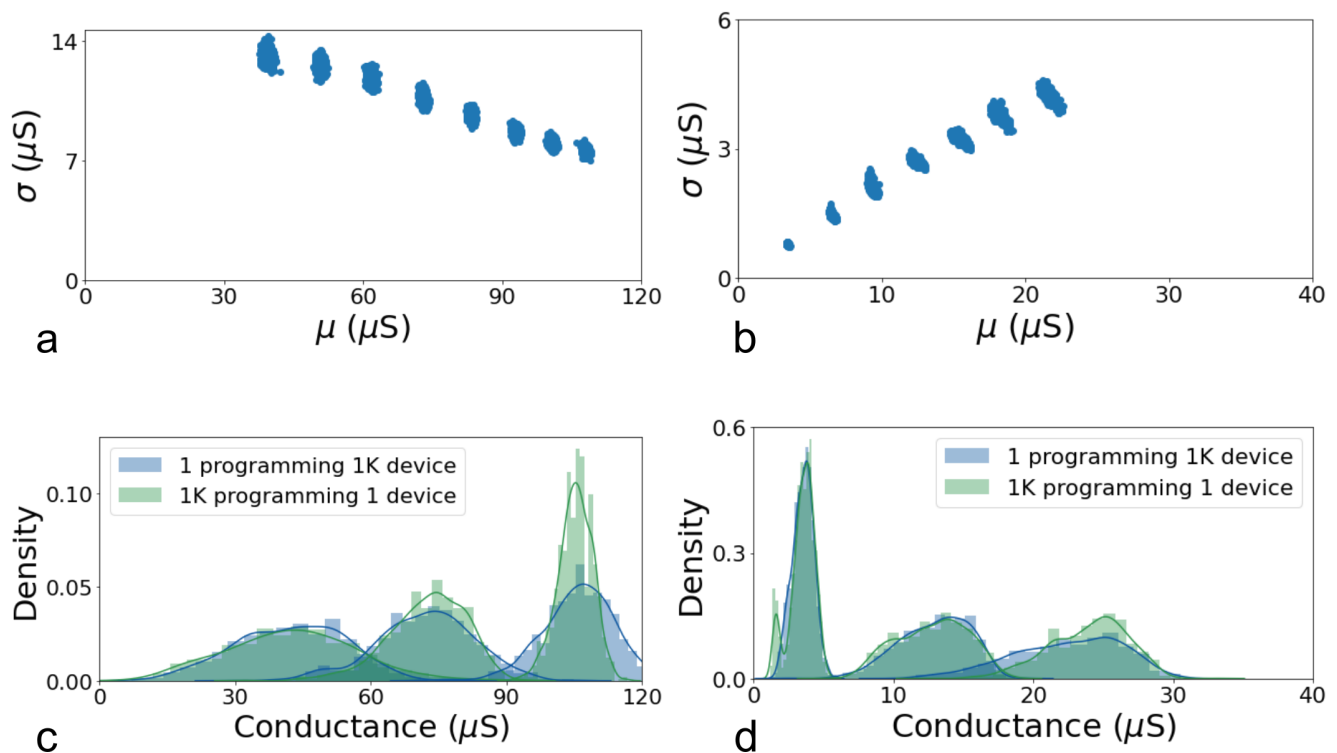 14
7
0
σ (μS)
0 30 60 90 120
μ (μS)
a
6
3
0
σ (μS)
0 10 20 30 40
μ (μS)
b
0.10
0.05
0.00
Density
1 programming 1K device
1K programming 1 device
0 30 60 90 120
Conductance (μS)
c
0.6
0.3
0.0
Density
1 programming 1K device
1K programming 1 device
0 10 20 30 40
Conductance (μS)
d